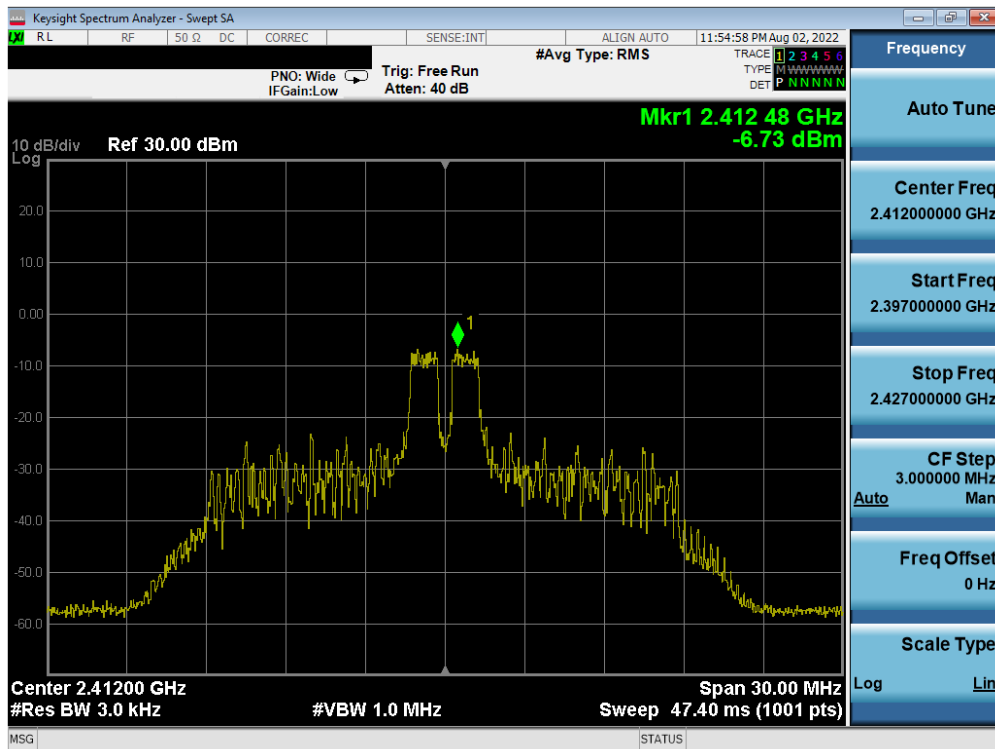 Keysight Spectrum Analyzer - Swept SA
LXI RL RF 50 Ω DC CORREC SENSE:INT ALIGN AUTO 11:54:58 PM Aug 02, 2022
#Avg Type: RMS
TRACE 1 2 3 4 5 6
PNO: Wide Trig: Free Run
TYPE M W W W W W
IFGain:Low Atten: 40 dB
DET P N N N N N
Mkr1 2.412 48 GHz
-6.73 dBm
10 dB/div Ref 30.00 dBm
Log
20.0
10.0
0.00
1
-10.0
-20.0
-30.0
-40.0
-50.0
-60.0
Center 2.41200 GHz Span 30.00 MHz
#Res BW 3.0 kHz #VBW 1.0 MHz Sweep 47.40 ms (1001 pts)
MSG STATUS
Frequency
Auto Tune
Center Freq
2.412000000 GHz
Start Freq
2.397000000 GHz
Stop Freq
2.427000000 GHz
CF Step
3.000000 MHz
Auto Man
Freq Offset
0 Hz
Scale Type
Log Lin